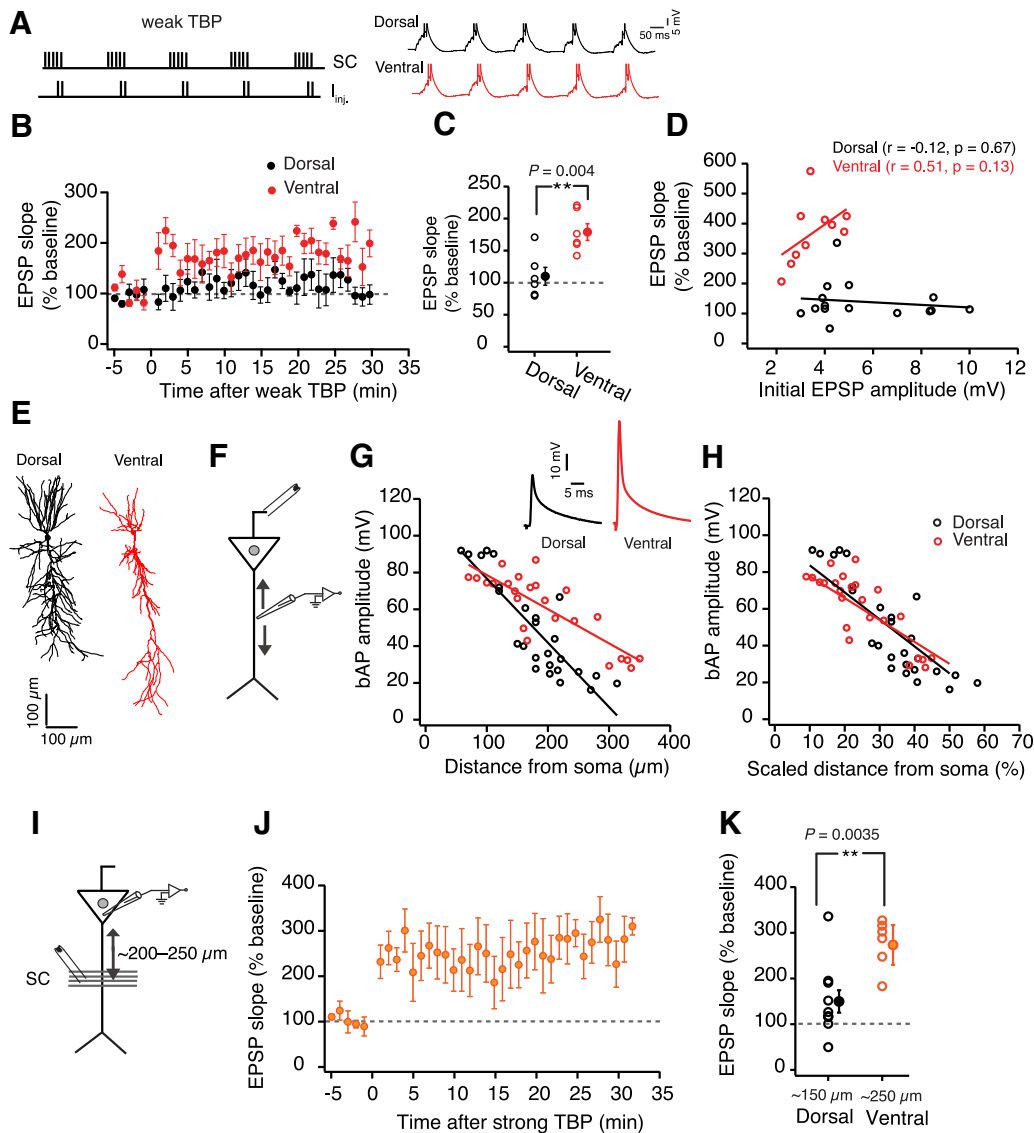 A
weak TBP
SC
I inj.
Dorsal
Ventral
50 ms
5 mV
B
Dorsal
Ventral
EPSP slope
(% baseline)
300
200
100
0
-5 0 5 10 15 20 25 30 35
Time after weak TBP (min)
C
P = 0.004
**
EPSP slope
(% baseline)
250
200
150
100
50
0
Dorsal
Ventral
D
Dorsal (r = -0.12, p = 0.67)
Ventral (r = 0.51, p = 0.13)
EPSP slope
(% baseline)
600
500
400
300
200
100
0
2 4 6 8 10 12
Initial EPSP amplitude (mV)
E
Dorsal
Ventral
100 µm
100 µm
F
G
10 mV
5 ms
Dorsal
Ventral
bAP amplitude (mV)
120
100
80
60
40
20
0
0 100 200 300 400
Distance from soma (µm)
H
Dorsal
Ventral
bAP amplitude (mV)
120
100
80
60
40
20
0
0 10 20 30 40 50 60 70
Scaled distance from soma (%)
I
~200–250 µm
SC
J
EPSP slope (% baseline)
400
300
200
100
0
-5 0 5 10 15 20 25 30 35
Time after strong TBP (min)
K
P = 0.0035
**
EPSP slope (% baseline)
400
300
200
100
0
~150 µm ~250 µm
Dorsal Ventral